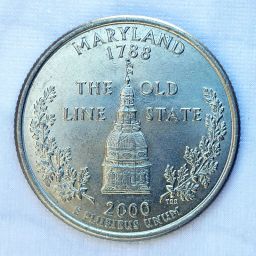 MARYLAND
1788
THE OLD
LINE STATE
2000
E PLURIBUS UNUM